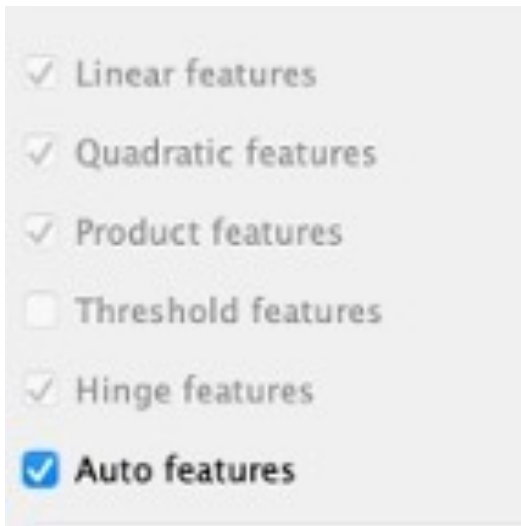 Linear features
Quadratic features
Product features
Threshold features
Hinge features
Auto features